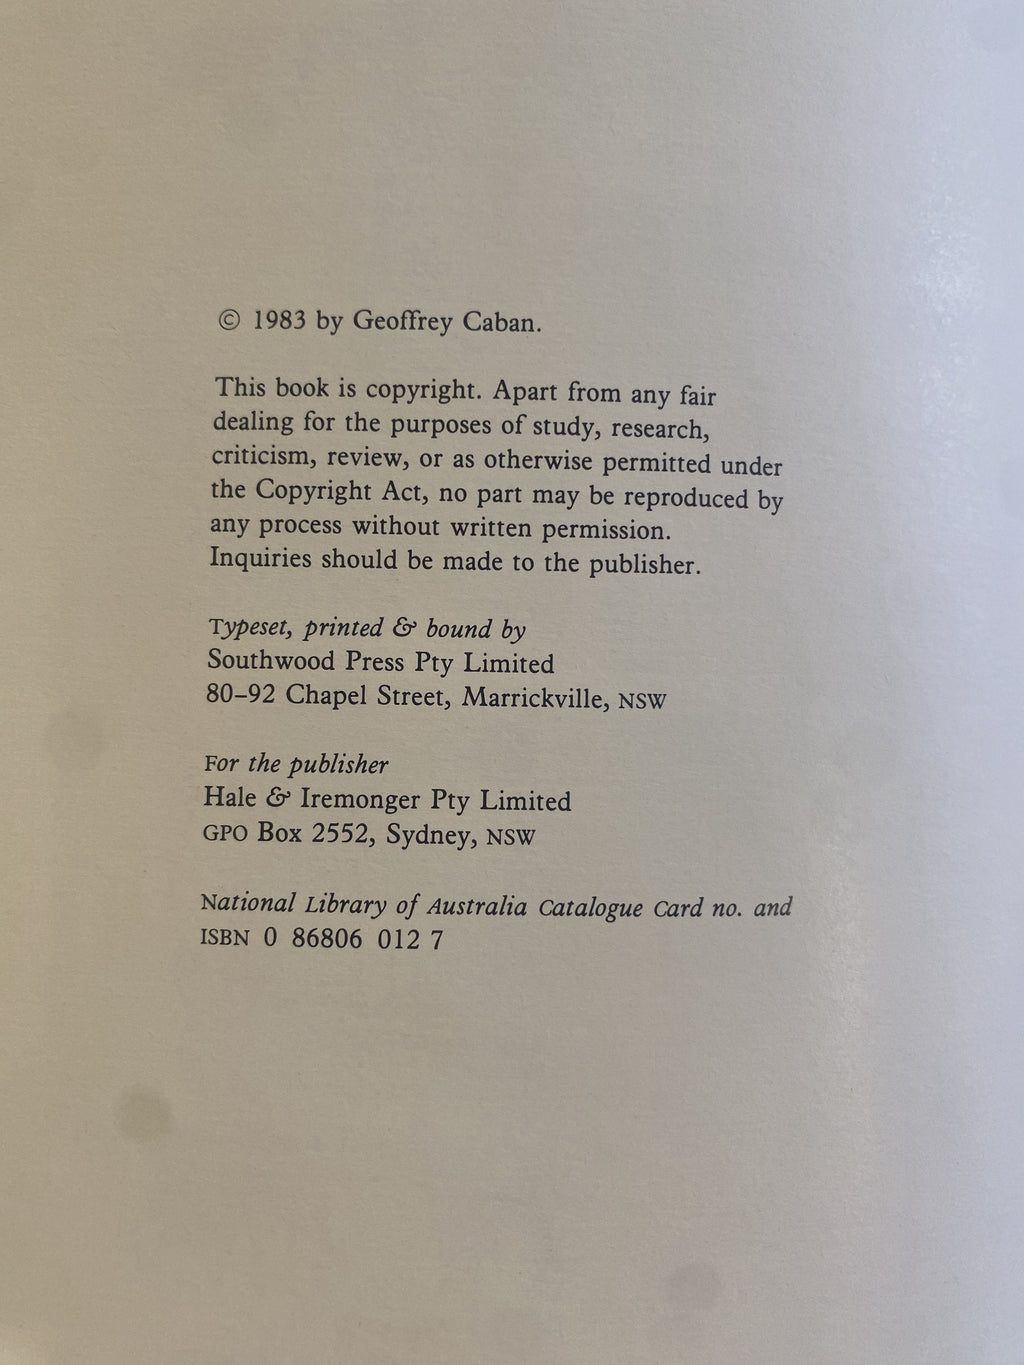 © 1983 by Geoffrey Caban.
This book is copyright. Apart from any fair
dealing for the purposes of study, research,
criticism, review, or as otherwise permitted under
the Copyright Act, no part may be reproduced by
any process without written permission.
Inquiries should be made to the publisher.
Typeset, printed & bound by
Southwood Press Pty Limited
80–92 Chapel Street, Marrickville, NSW
For the publisher
Hale & Iremonger Pty Limited
GPO Box 2552, Sydney, NSW
National Library of Australia Catalogue Card no. and
ISBN 0 86806 012 7